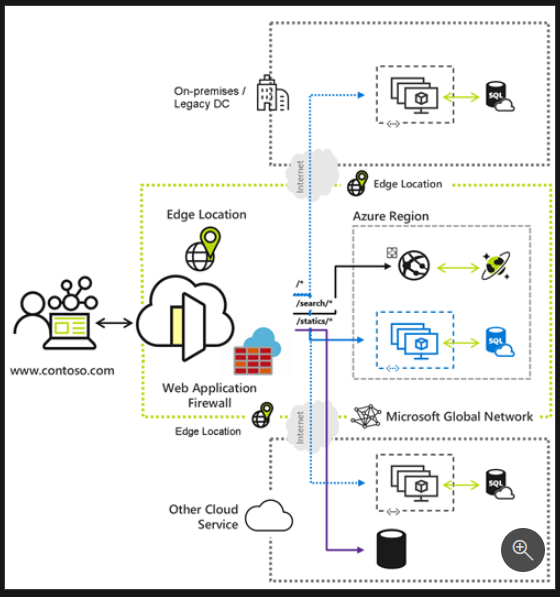 On-premises /
Legacy DC
SQL
Internet
Edge Location
Edge Location
Azure Region
/*
/search/*
/statics/*
SQL
www.contoso.com
Web Application
Firewall
Edge Location
Internet
Microsoft Global Network
Other Cloud
Service
SQL